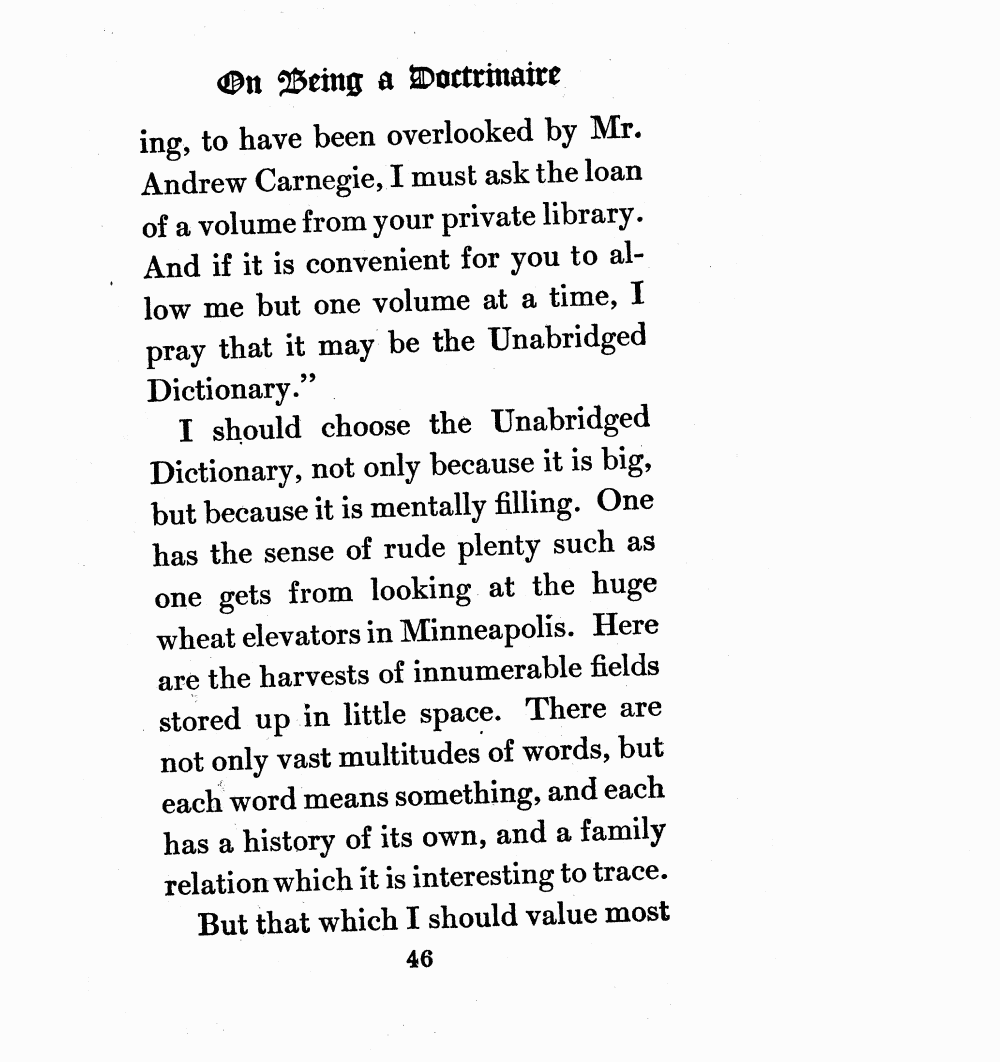 On Being a Doctrinaire
ing, to have been overlooked by Mr.
Andrew Carnegie, I must ask the loan
of a volume from your private library.
And if it is convenient for you to al-
low me but one volume at a time, I
pray that it may be the Unabridged
Dictionary.”
I should choose the Unabridged
Dictionary, not only because it is big,
but because it is mentally filling. One
has the sense of rude plenty such as
one gets from looking at the huge
wheat elevators in Minneapolis. Here
are the harvests of innumerable fields
stored up in little space. There are
not only vast multitudes of words, but
each word means something, and each
has a history of its own, and a family
relation which it is interesting to trace.
But that which I should value most
46